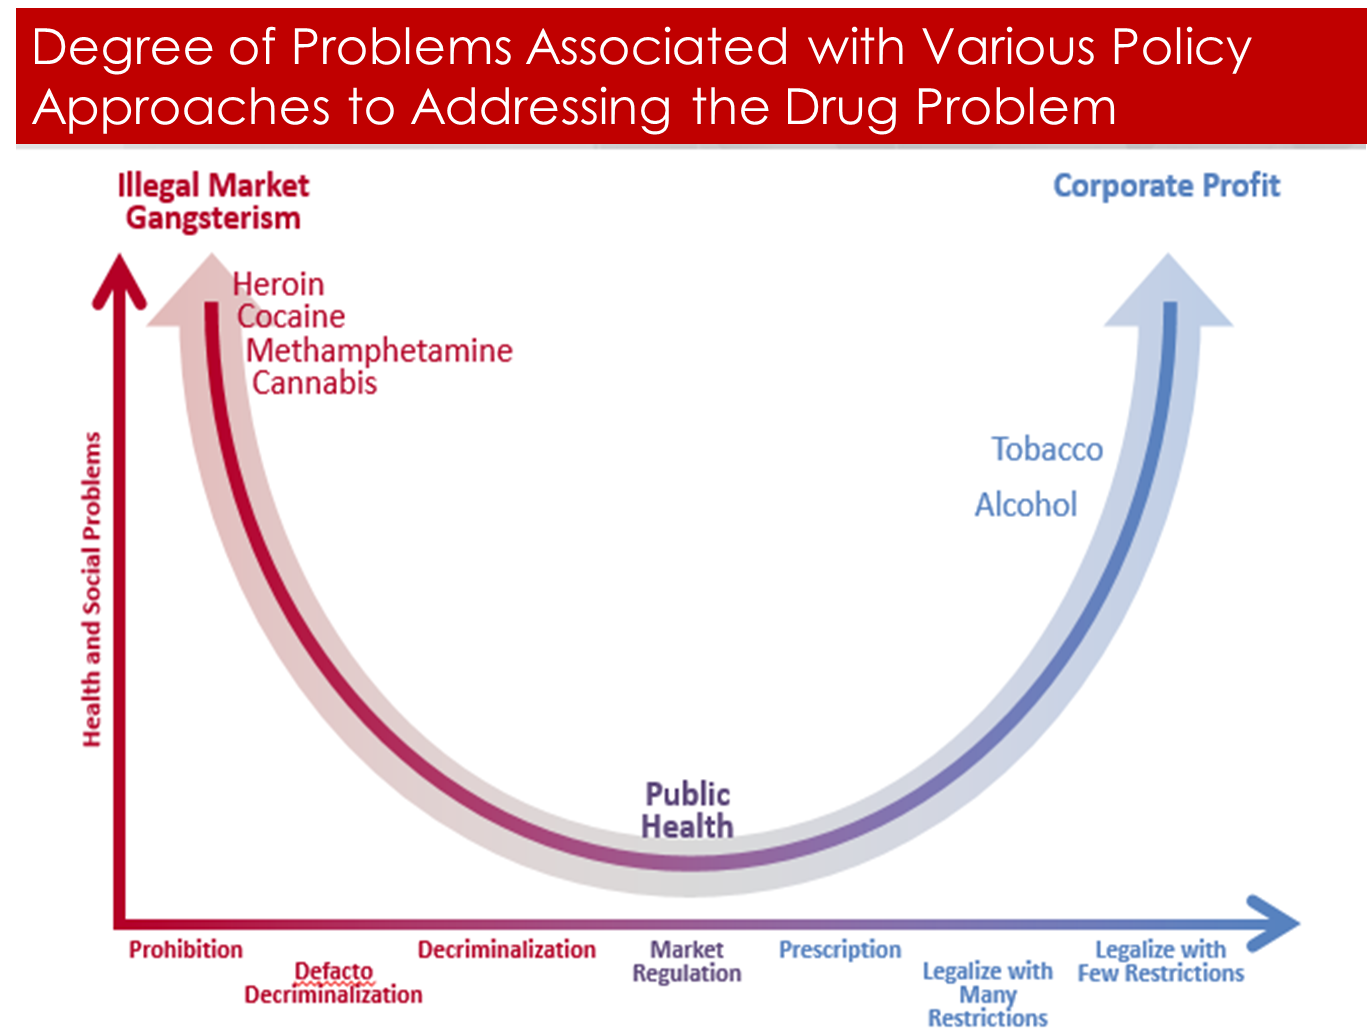 Degree of Problems Associated with Various Policy
Approaches to Addressing the Drug Problem
Illegal Market
Gangsterism
Corporate Profit
Heroin
Cocaine
Methamphetamine
Cannabis
Tobacco
Alcohol
Health and Social Problems
Public
Health
Prohibition
Defacto
Decriminalization
Decriminalization
Market
Regulation
Prescription
Legalize with
Many
Restrictions
Legalize with
Few Restrictions